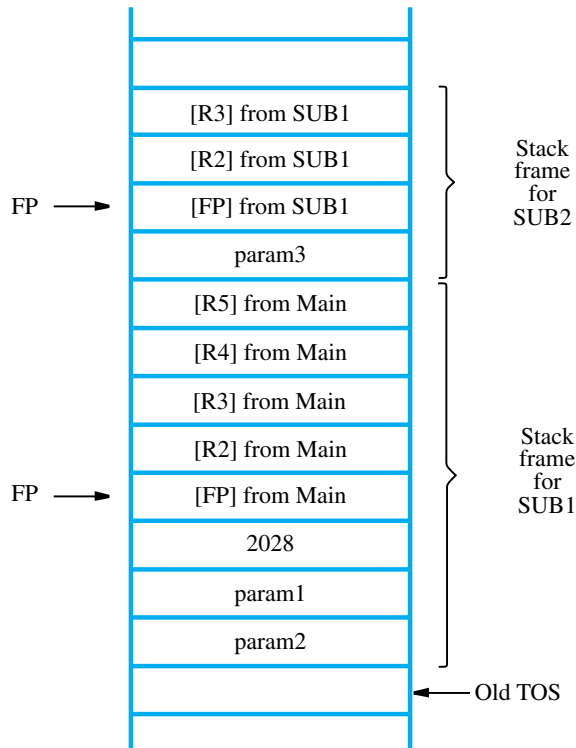 [R3] from SUB1
[R2] from SUB1
FP
[FP] from SUB1
param3
Stack
frame
for
SUB2
[R5] from Main
[R4] from Main
[R3] from Main
[R2] from Main
FP
[FP] from Main
2028
param1
param2
Stack
frame
for
SUB1
Old TOS